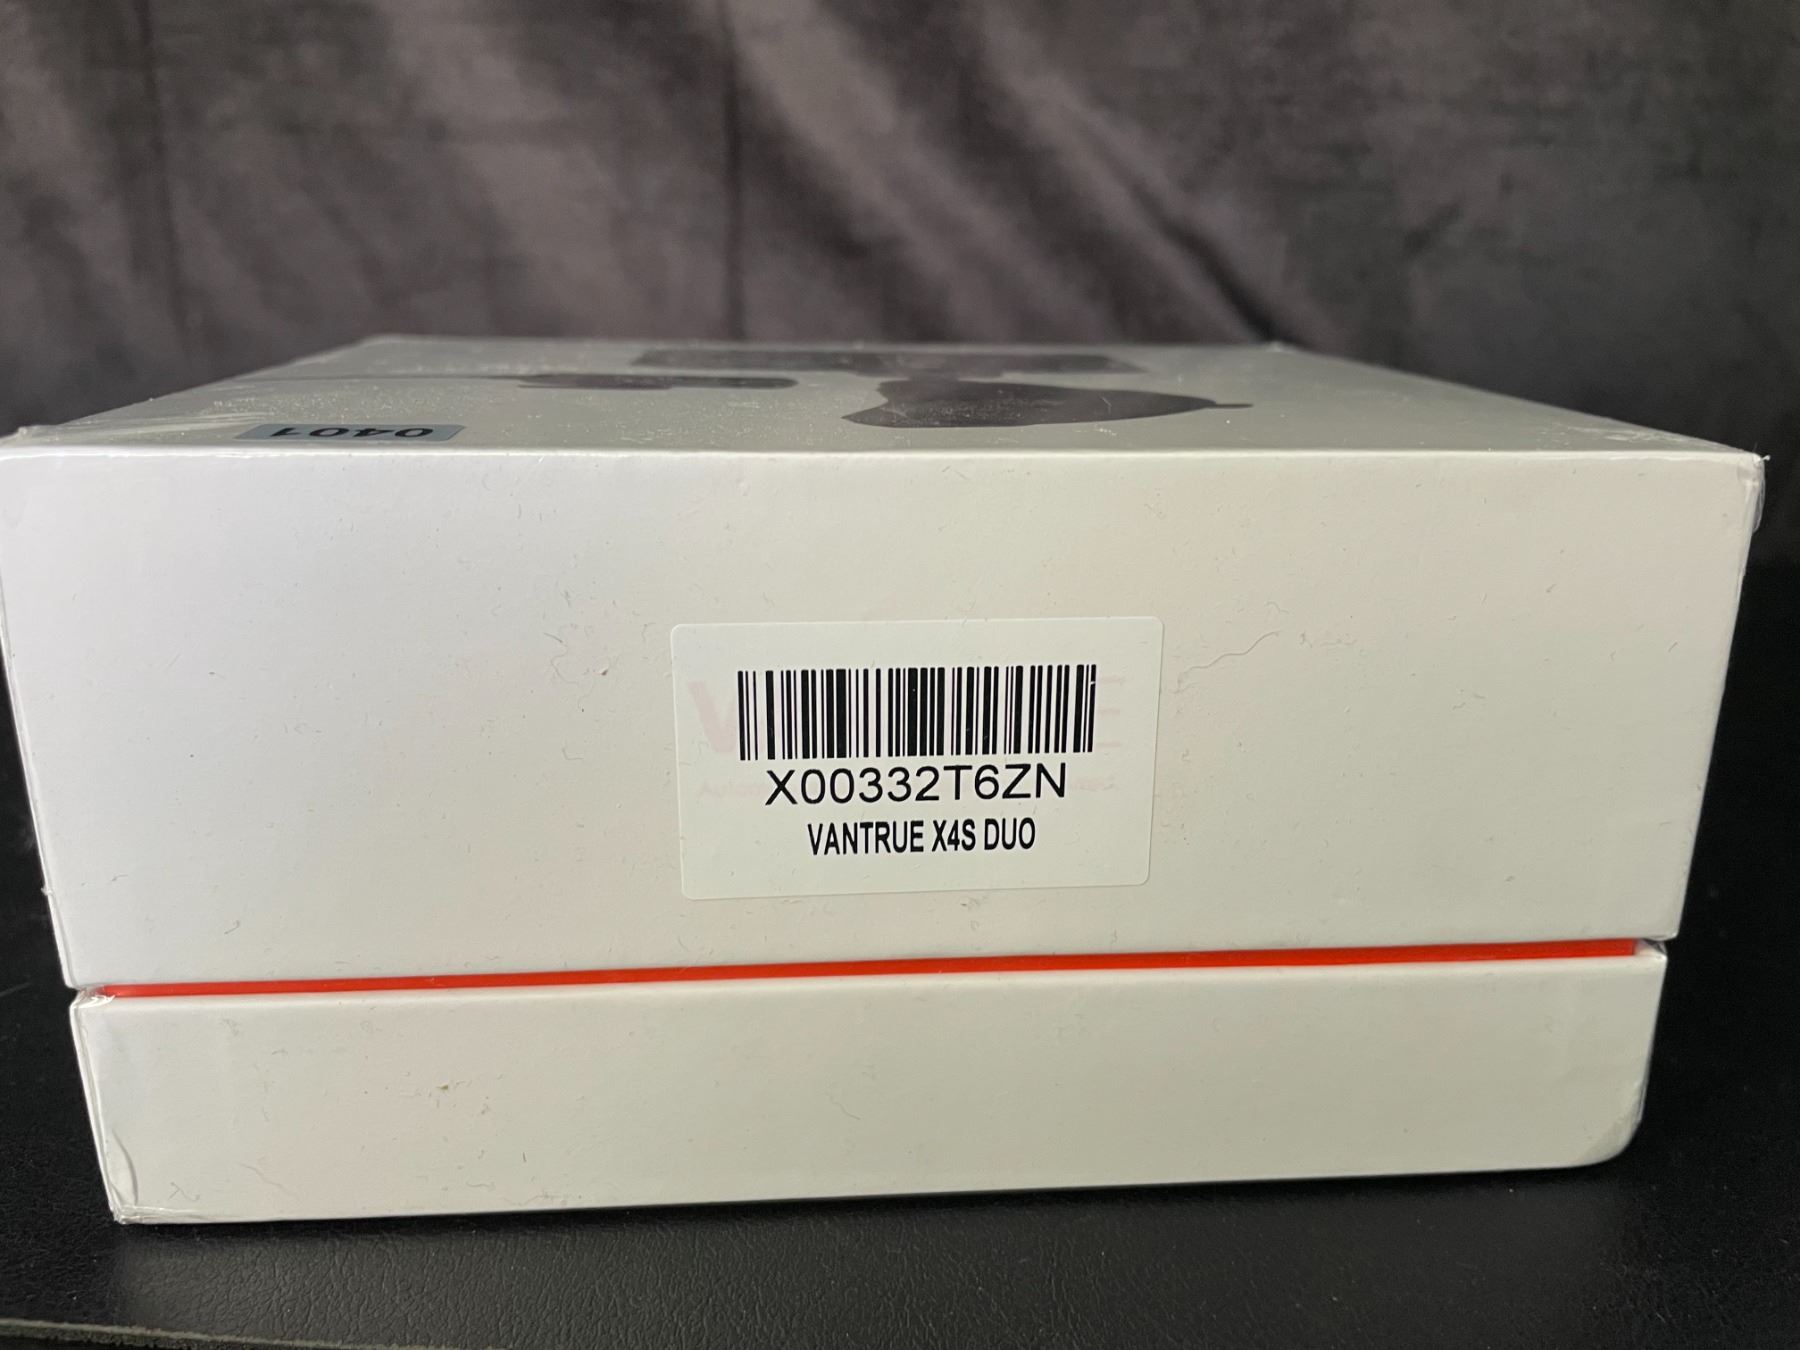 0401
X00332T6ZN
VANTRUE X4S DUO